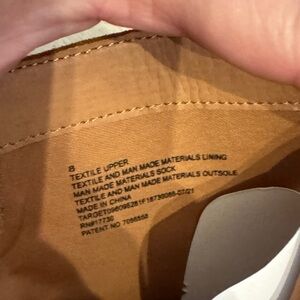 8
TEXTILE UPPER
TEXTILE AND MAN MADE MATERIALS LINING
MAN MADE MATERIALS SOCK
TEXTILE AND MAN MADE MATERIALS OUTSOLE
MADE IN CHINA
RN#17730
PATENT NO 7056558